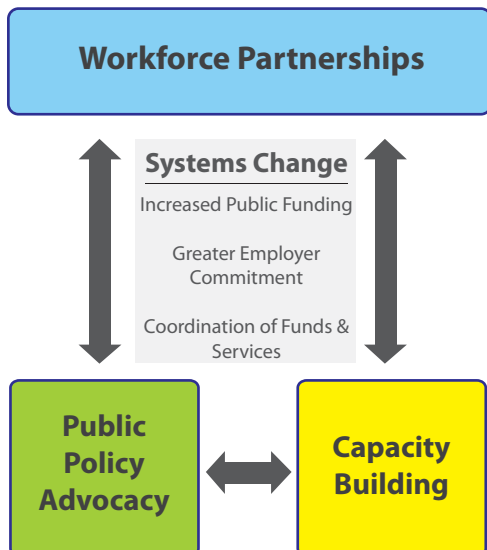 Workforce Partnerships
Systems Change
Increased Public Funding
Greater Employer
Commitment
Coordination of Funds &
Services
Public
Policy
Advocacy
Capacity
Building